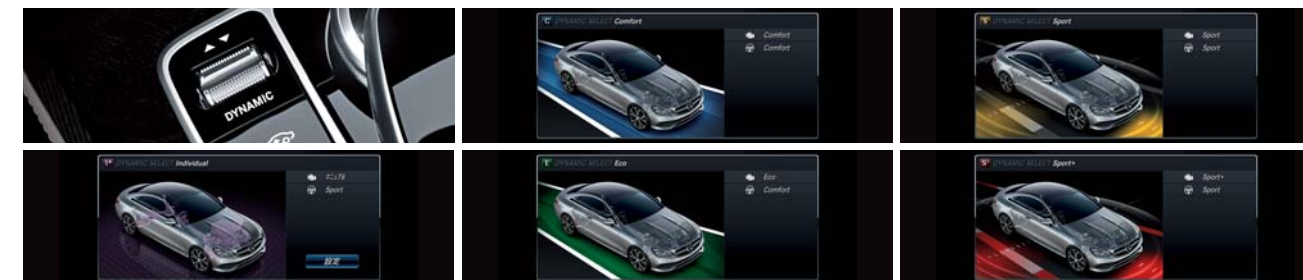 DYNAMIC
C DYNAMIC SELECT Comfort
Comfort
Comfort
S DYNAMIC SELECT Sport
Sport
Sport
DYNAMIC SELECT Individual
ﾏﾆｭｱﾙ
Sport
設定
E DYNAMIC SELECT Eco
Eco
Comfort
S+ DYNAMIC SELECT Sport+
Sport+
Sport